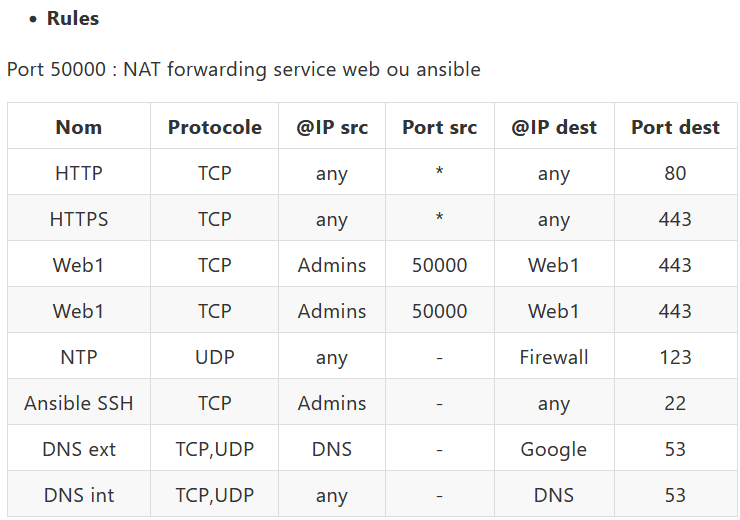 • Rules
Port 50000 : NAT forwarding service web ou ansible
Nom Protocole @IP src Port src @IP dest Port dest
HTTP TCP any * any 80
HTTPS TCP any * any 443
Web1 TCP Admins 50000 Web1 443
Web1 TCP Admins 50000 Web1 443
NTP UDP any - Firewall 123
Ansible SSH TCP Admins - any 22
DNS ext TCP,UDP DNS - Google 53
DNS int TCP,UDP any - DNS 53